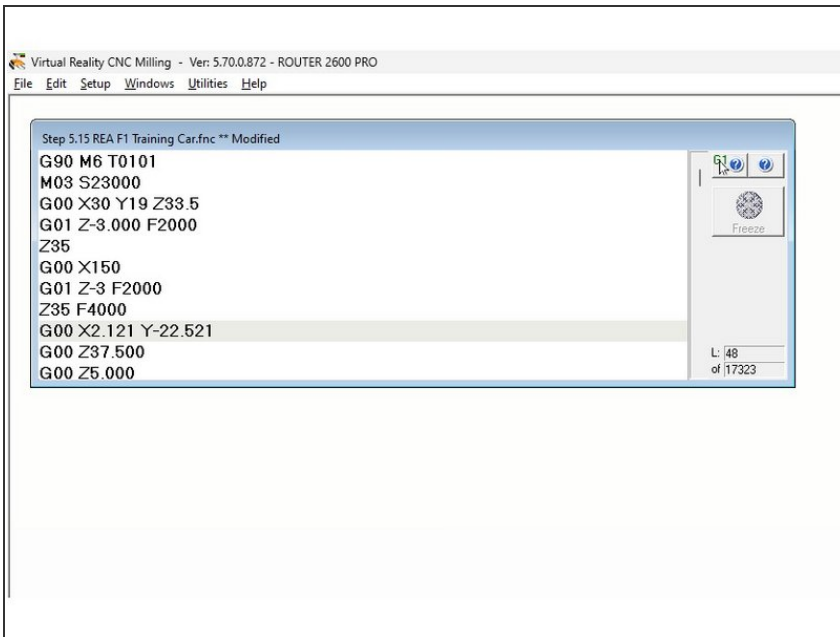 Virtual Reality CNC Milling - Ver: 5.70.0.872 - ROUTER 2600 PRO
File Edit Setup Windows Utilities Help
Step 5.15 REA F1 Training Car.fnc ** Modified
G90 M6 T0101
M03 S23000
G00 X30 Y19 Z33.5
G01 Z-3.000 F2000
Z35
G00 X150
G01 Z-3 F2000
Z35 F4000
G00 X2.121 Y-22.521
G00 Z37.500
G00 Z5.000
G1
Freeze
L: 48
of 17323